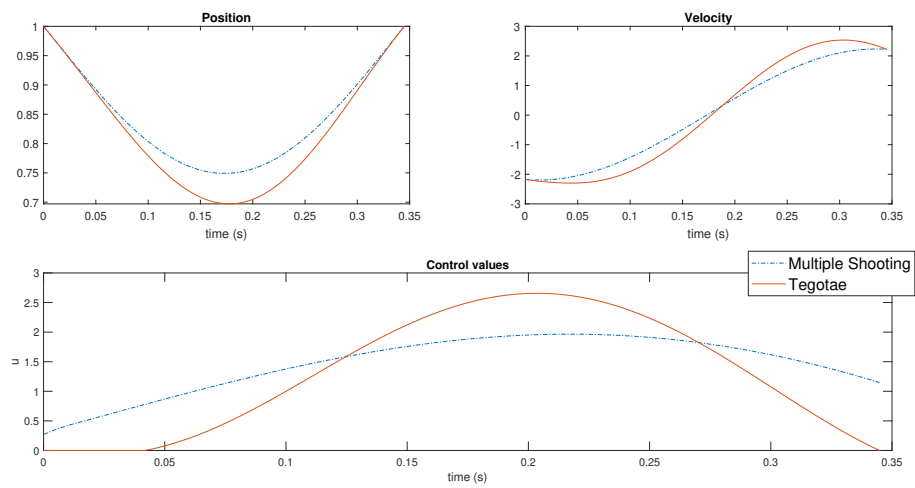 Position
1
0.95
0.9
0.85
0.8
0.75
0.7
0 0.05 0.1 0.15 0.2 0.25 0.3 0.35
time (s)
Velocity
3
2
1
0
-1
-2
-3
0 0.05 0.1 0.15 0.2 0.25 0.3 0.35
time (s)
Control values
Multiple Shooting
Tegotae
3
2.5
2
1.5
1
0.5
0
u
0 0.05 0.1 0.15 0.2 0.25 0.3 0.35
time (s)